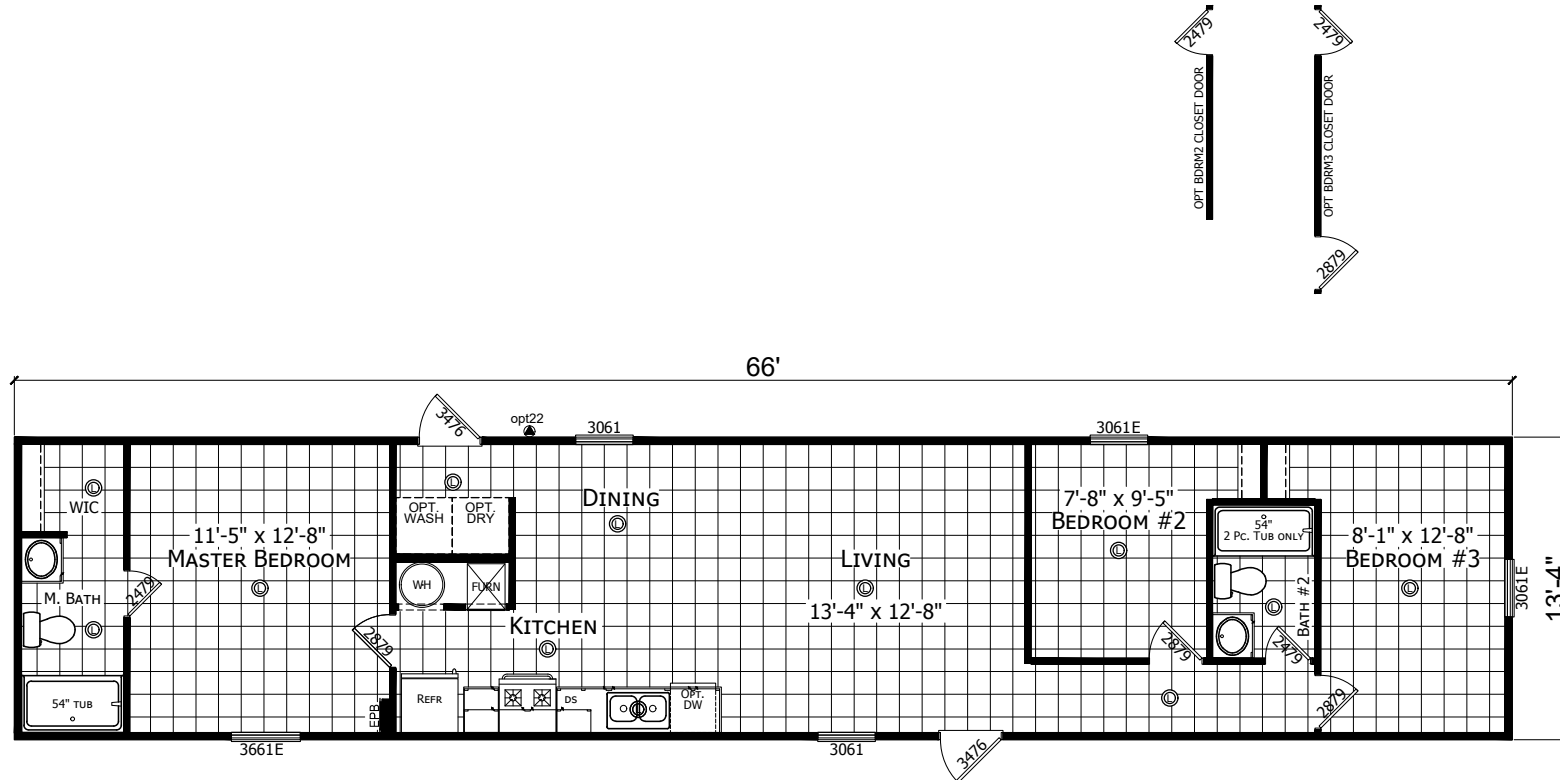 2479
2479
OPT BDRM2 CLOSET DOOR
OPT BDRM3 CLOSET DOOR
2879
66'
3476
opt22
3061
3061E
WIC
11'-5" x 12'-8"
MASTER BEDROOM
M. BATH
2479
54" TUB
3661E
EPB
2879
OPT.
WASH
OPT.
DRY
WH
FURN
DINING
KITCHEN
REFR
DS
OPT.
DW
LIVING
13'-4" x 12'-8"
3061
3476
7'-8" x 9'-5"
BEDROOM #2
2879
54"
2 PC. TUB ONLY
BATH #2
2479
8'-1" x 12'-8"
BEDROOM #3
2879
3061E
13'-4"
L
L
L
L
L
L
L
L
L
L
L
L